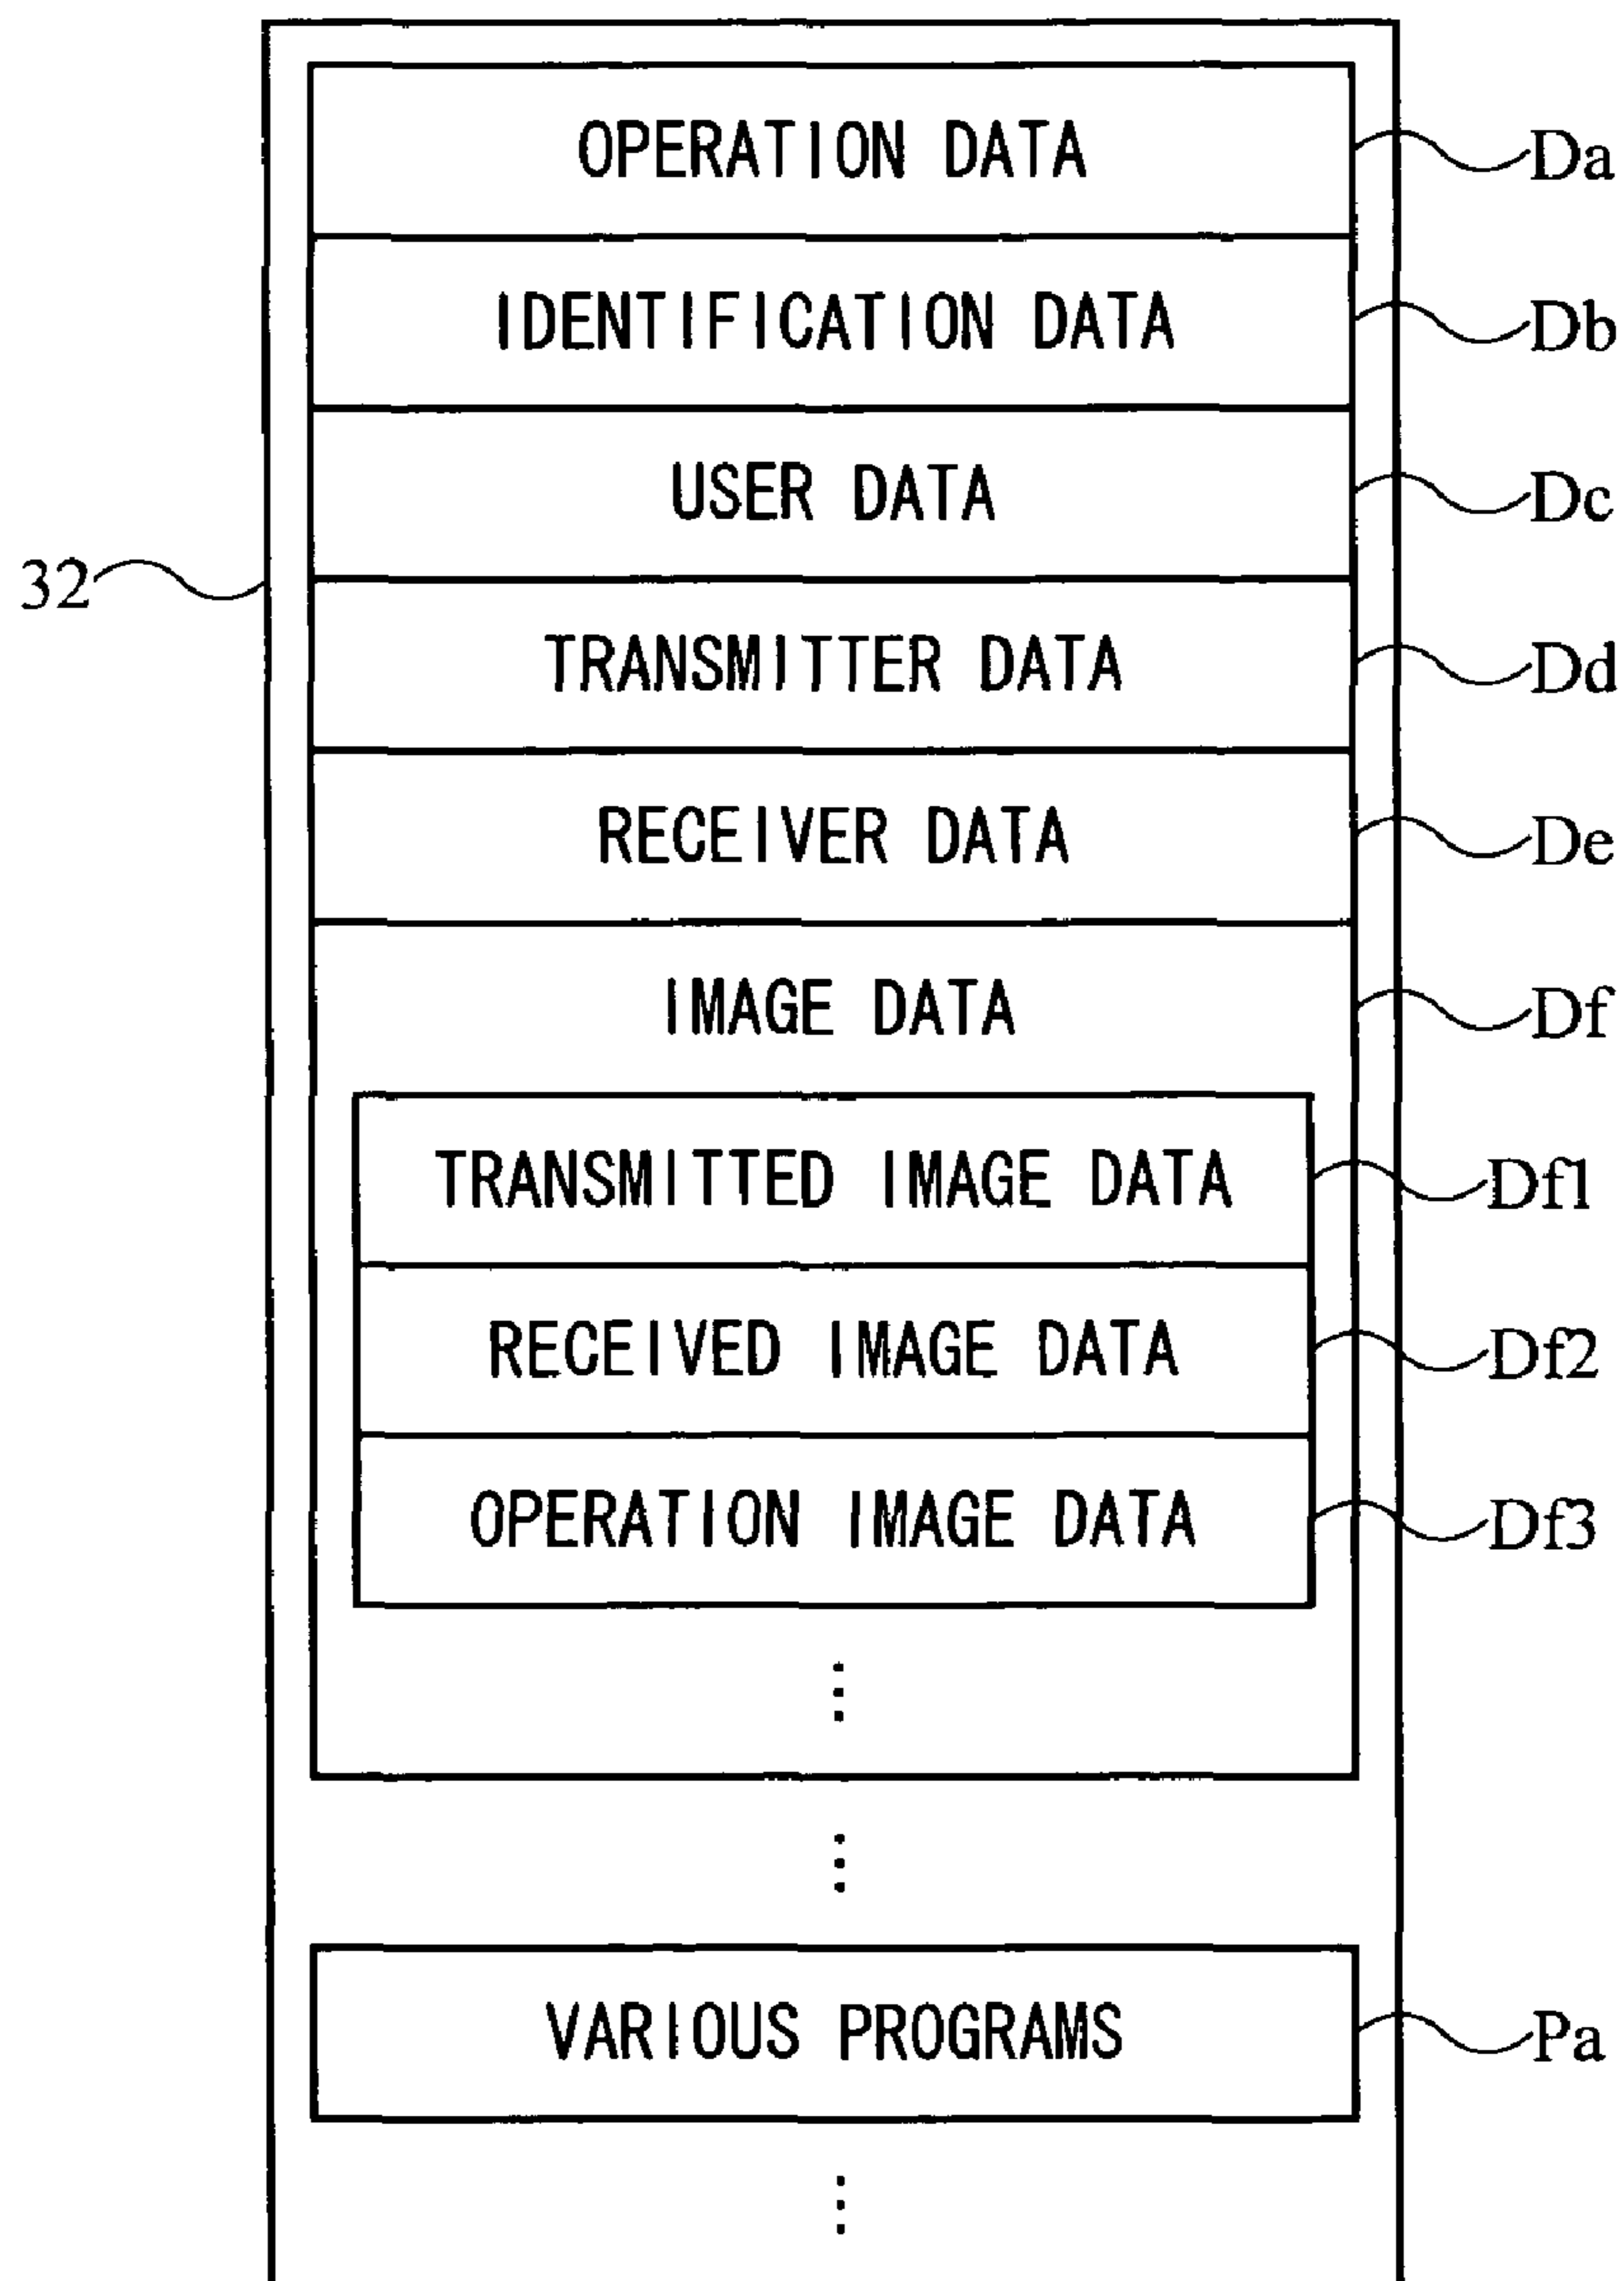 OPERATION DATA Da
IDENTIFICATION DATA Db
USER DATA Dc
32
TRANSMITTER DATA Dd
RECEIVER DATA De
IMAGE DATA Df
TRANSMITTED IMAGE DATA Df1
RECEIVED IMAGE DATA Df2
OPERATION IMAGE DATA Df3
VARIOUS PROGRAMS Pa